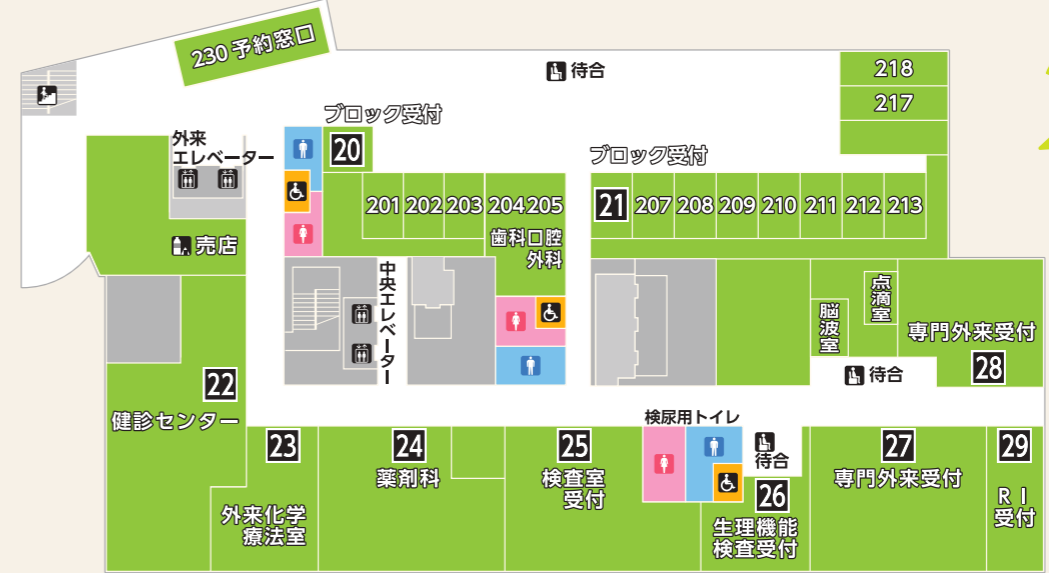 230 予約窓口
待合
218
217
外来
エレベーター
ブロック受付
20
ブロック受付
201 202 203 204 205
21 207 208 209 210 211 212 213
歯科口腔
外科
売店
中央エレベーター
点滴室
脳波室
専門外来受付
28
待合
22
健診センター
検尿用トイレ
23
外来化学
療法室
24
薬剤科
25
検査室
受付
待合
26
生理機能
検査受付
27
専門外来受付
29
RI
受付